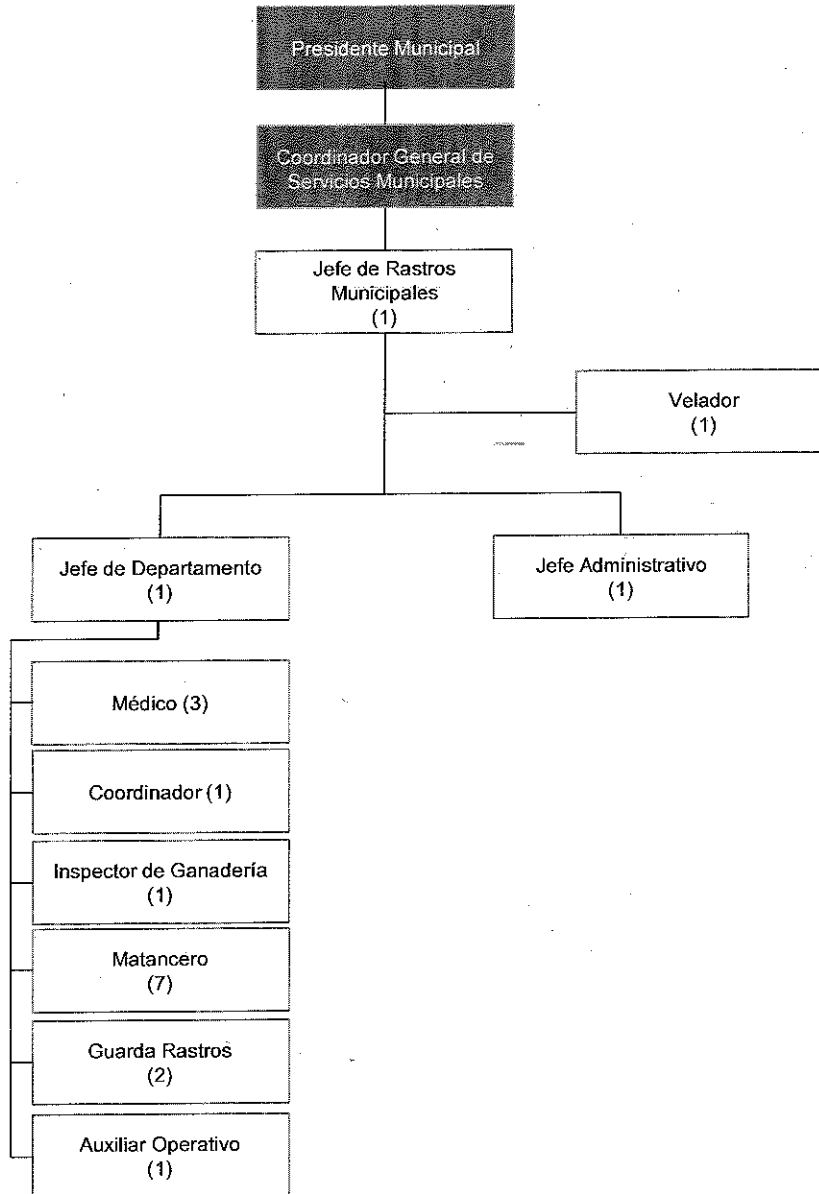 Presidente Municipal
Coordinador General de
Servicios Municipales
Jefe de Rastros
Municipales
(1)
Velador
(1)
Jefe de Departamento
(1)
Jefe Administrativo
(1)
Médico (3)
Coordinador (1)
Inspector de Ganadería
(1)
Matancero
(7)
Guarda Rastros
(2)
Auxiliar Operativo
(1)